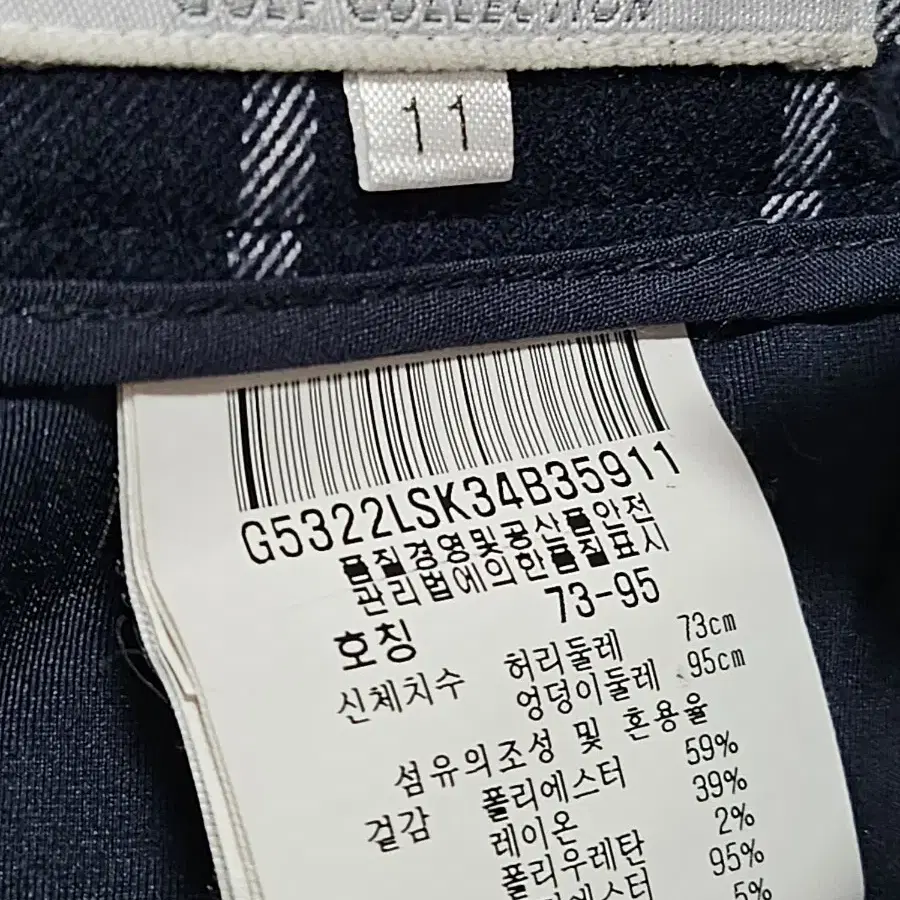 GOLF COLLECTION
11
G5322LSK34B35911
품질경영및공산품안전
관리법에의한품질표시
호칭 73-95
신체치수 허리둘레 73cm
엉덩이둘레 95cm
섬유의조성 및 혼용율
겉감 폴리에스터 59%
레이온 39%
폴리우레탄 2%
95%
5%